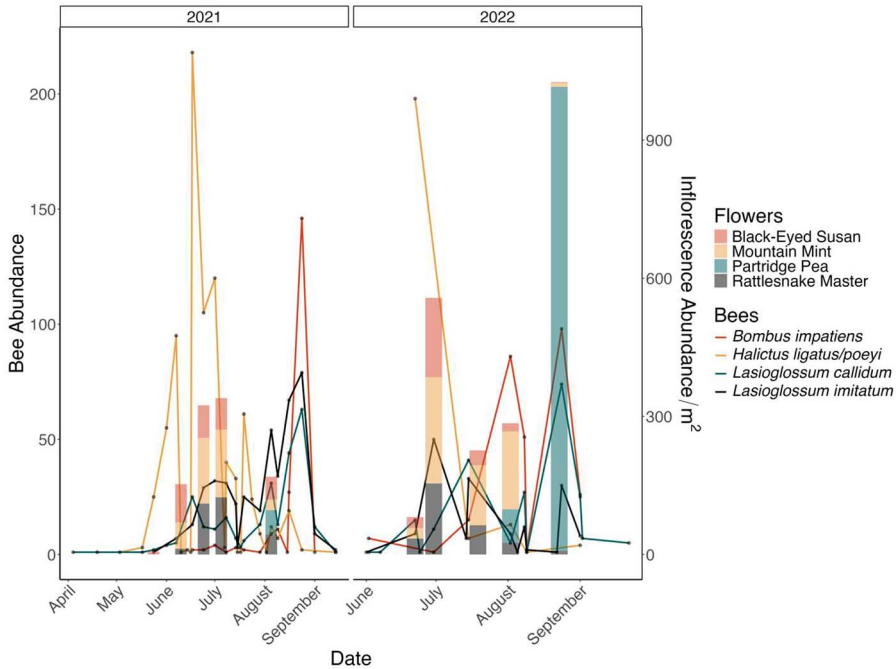 2021
2022
Bee Abundance
200
150
100
50
0
900
600
300
0
Inflorescence Abundance/m2
April
May
June
July
August
September
June
July
August
September
Date
Flowers
Black-Eyed Susan
Mountain Mint
Partridge Pea
Rattlesnake Master
Bees
Bombus impatiens
Halictus ligatus/poeyi
Lasioglossum callidum
Lasioglossum imitatum